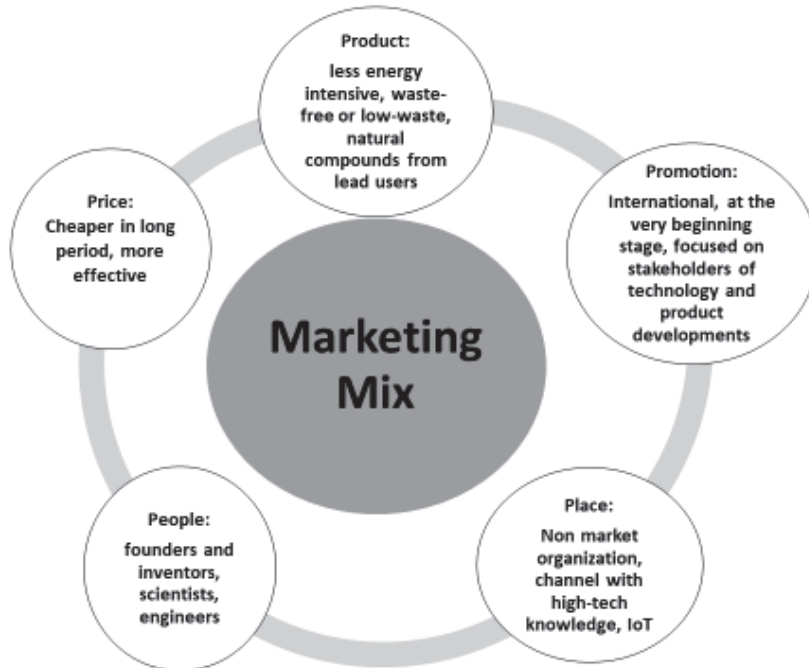 Product:
less energy
intensive, waste-
free or low-waste,
natural
compounds from
lead users
Promotion:
International, at the
very beginning
stage, focused on
stakeholders of
technology and
product
developments
Price:
Cheaper in long
period, more
effective
Marketing
Mix
People:
founders and
inventors,
scientists,
engineers
Place:
Non market
organization,
channel with
high-tech
knowledge, IoT